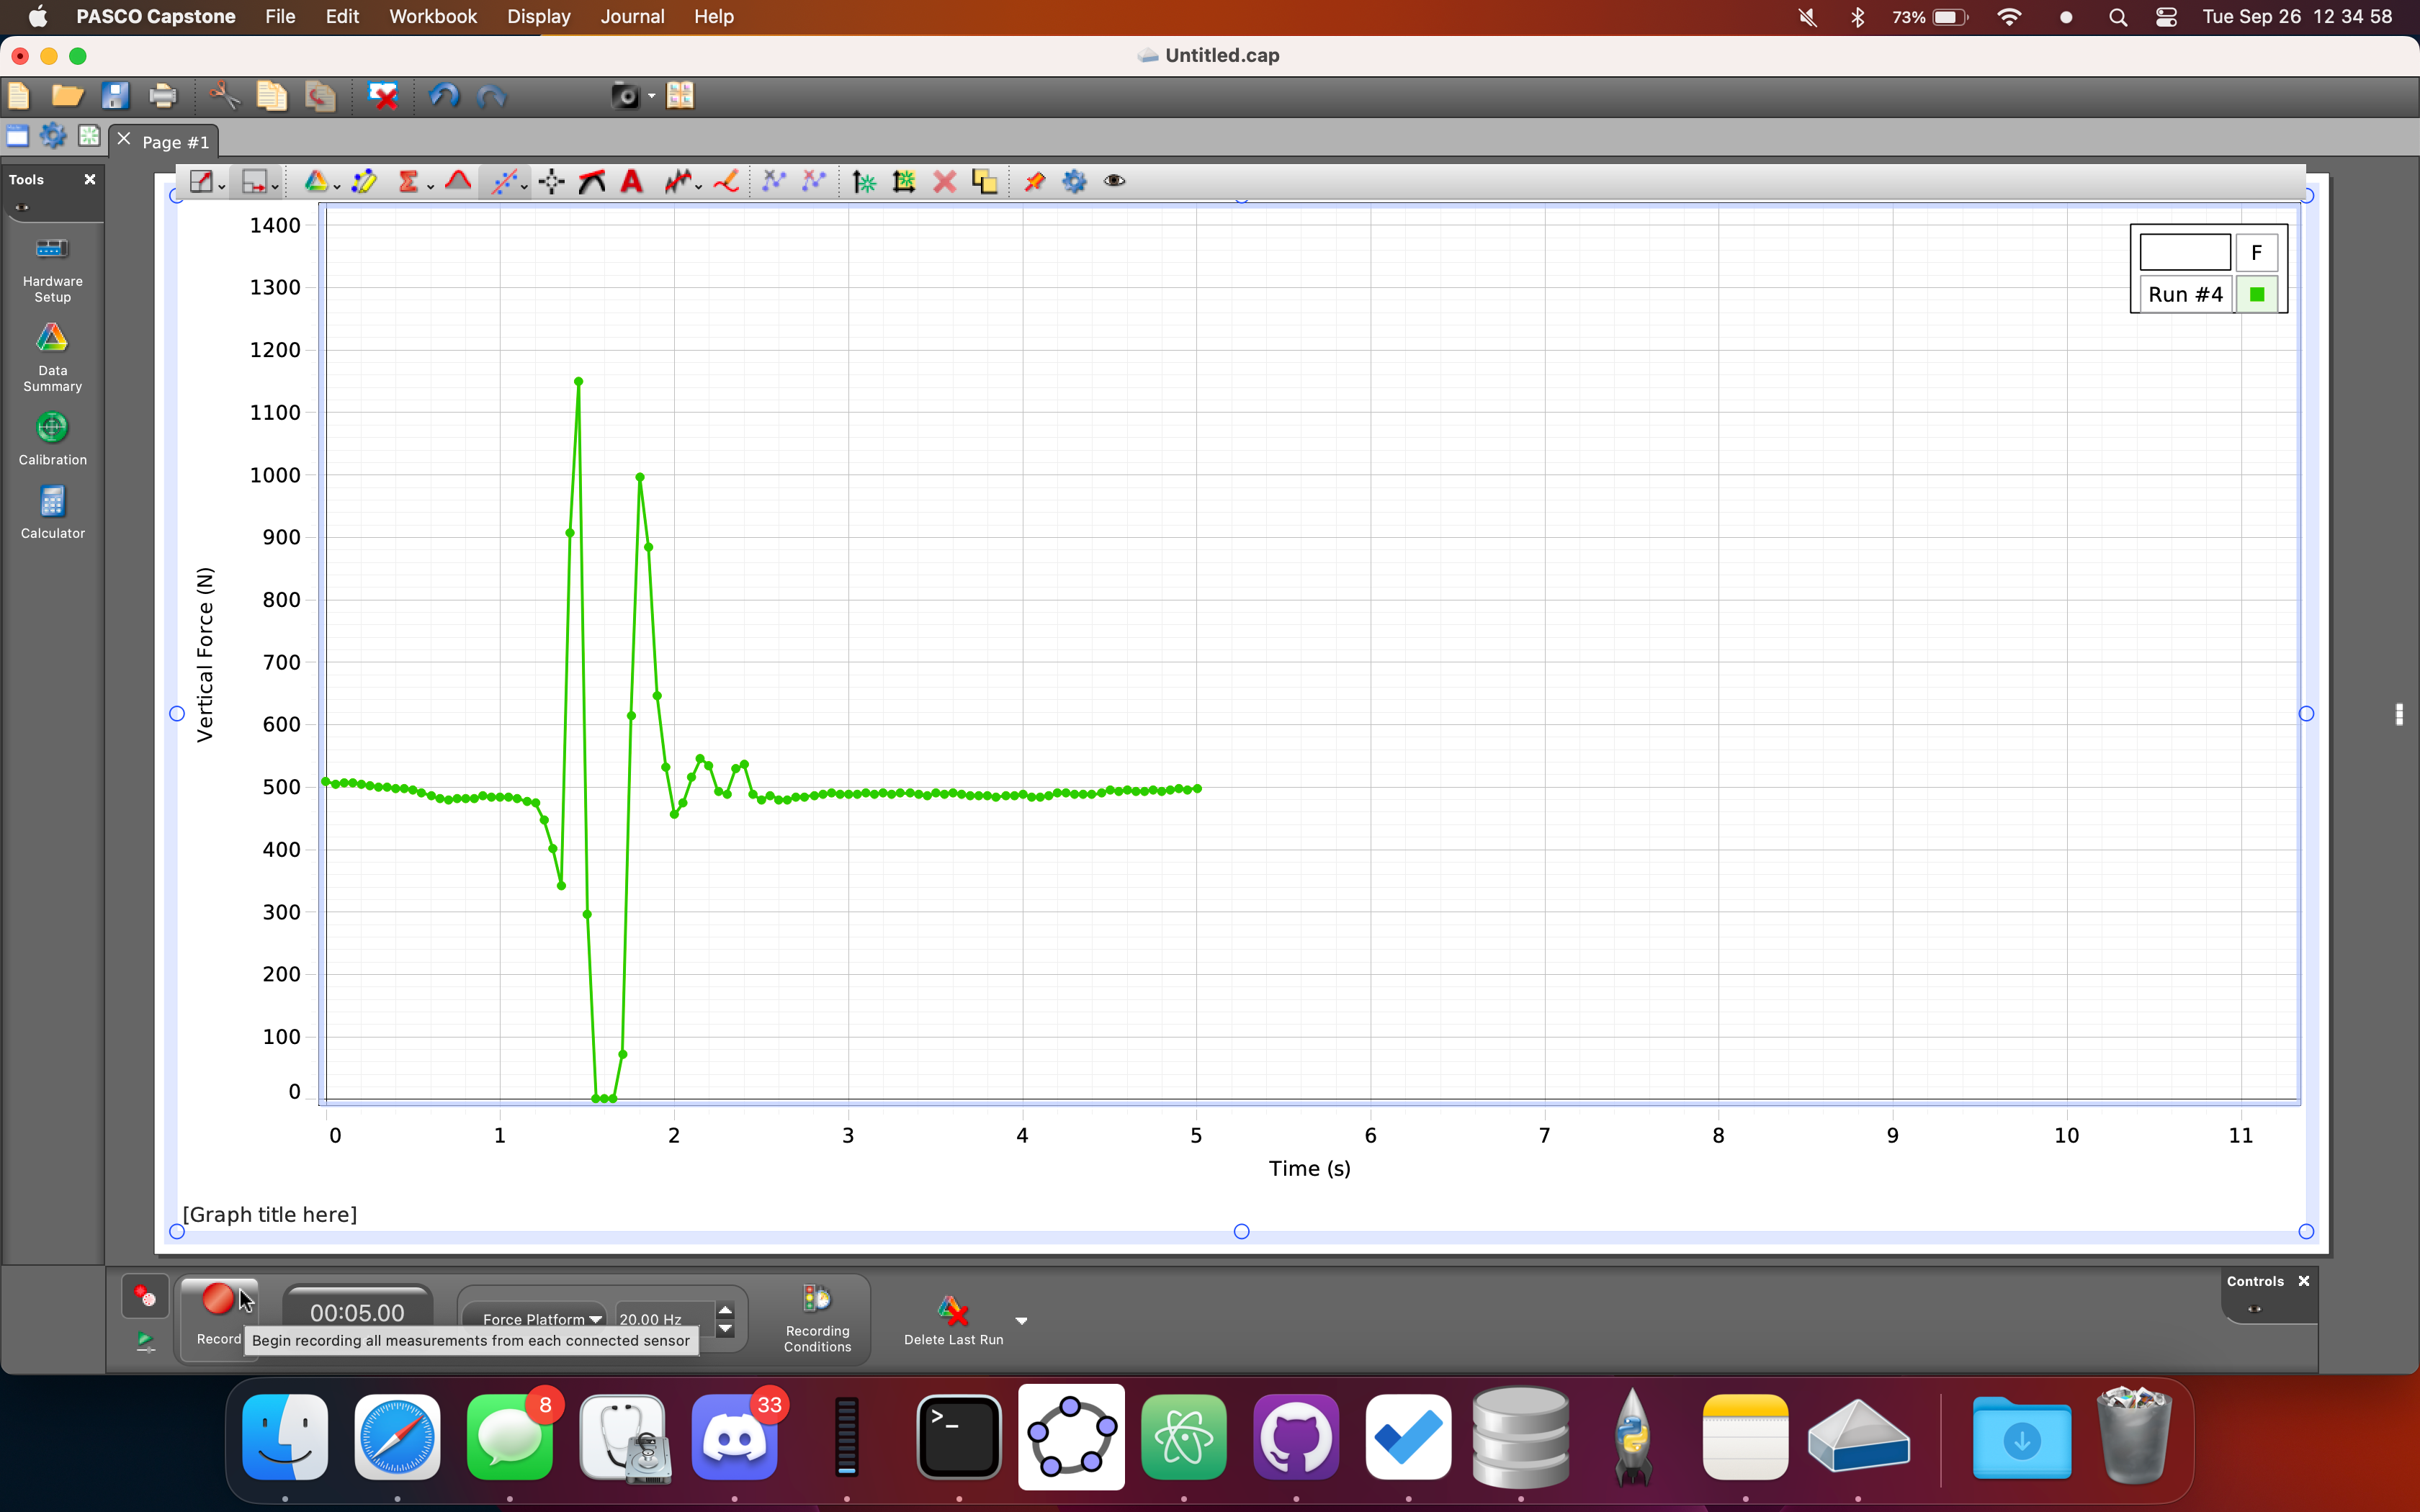 PASCO Capstone File Edit Workbook Display Journal Help 73% Tue Sep 26 12 34 58
Untitled.cap
Page #1
Tools
Hardware
Setup
Data
Summary
Calibration
Calculator
A
1400
1300
1200
1100
1000
900
800
700
600
500
400
300
200
100
0
Vertical Force (N)
F
Run #4
0 1 2 3 4 5 6 7 8 9 10 11
Time (s)
[Graph title here]
Record
00:05.00
Force Platform 20.00 Hz
Begin recording all measurements from each connected sensor
Recording
Conditions
Delete Last Run
Controls
8
33
>_